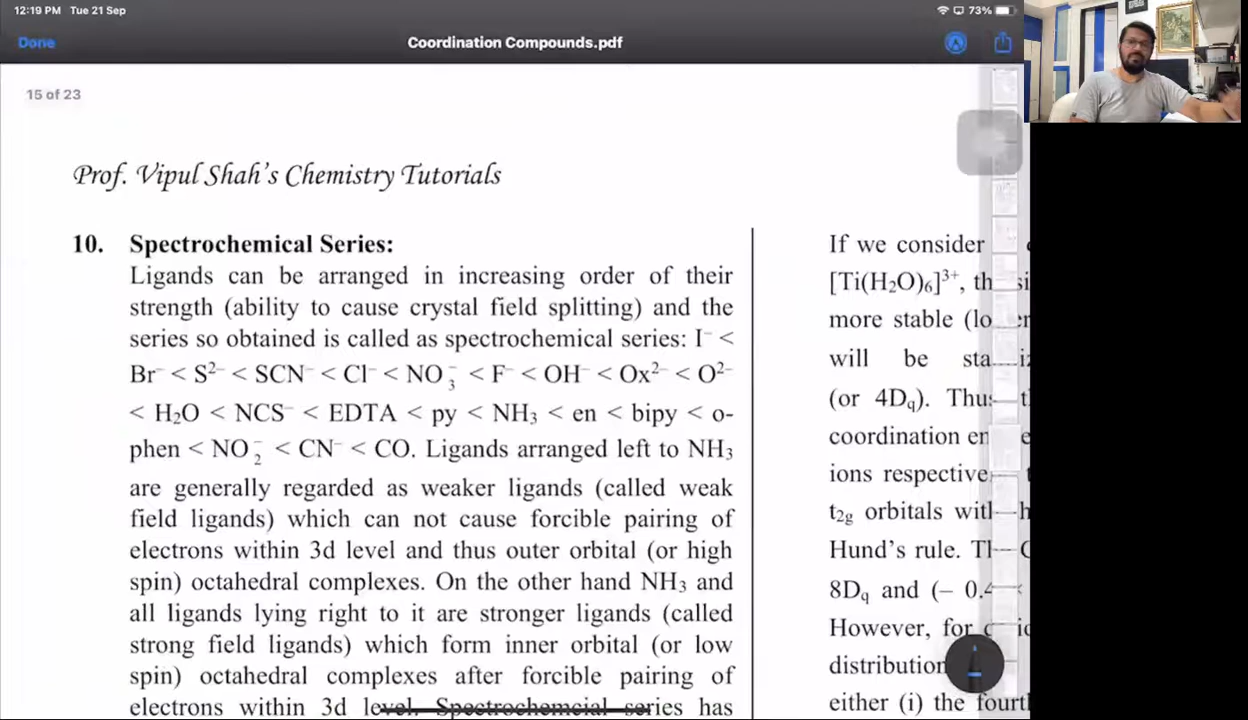 12:19 PM Tue 21 Sep
73%
Done
Coordination Compounds.pdf
15 of 23
Prof. Vipul Shah's Chemistry Tutorials
10. Spectrochemical Series:
Ligands can be arranged in increasing order of their
strength (ability to cause crystal field splitting) and the
series so obtained is called as spectrochemical series: I⁻ <
Br⁻ < S²⁻ < SCN⁻ < Cl⁻ < NO₃⁻ < F⁻ < OH⁻ < Ox²⁻ < O²⁻
< H₂O < NCS⁻ < EDTA < py < NH₃ < en < bipy < o-
phen < NO₂⁻ < CN⁻ < CO. Ligands arranged left to NH₃
are generally regarded as weaker ligands (called weak
field ligands) which can not cause forcible pairing of
electrons within 3d level and thus outer orbital (or high
spin) octahedral complexes. On the other hand NH₃ and
all ligands lying right to it are stronger ligands (called
strong field ligands) which form inner orbital (or low
spin) octahedral complexes after forcible pairing of
electrons within 3d level. Spectrochemcial series has
If we consider
[Ti(H₂O)₆]³⁺, th si
more stable (lo er
will be sta iz
(or 4Dq). Thus
coordination en
ions respective
t₂g orbitals with h
Hund's rule. T
8Dq and (– 0.4
However, for
distribution
either (i) the fourt